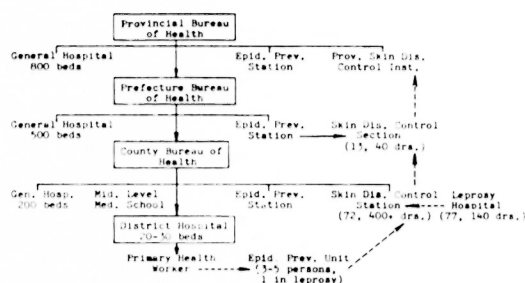 Provincial Bureau
of Health
General Hospital
800 beds
Epid. Prev.
Station
Prov. Skin Dis.
Control Inst.
Prefecture Bureau
of Health
General Hospital
500 beds
Epid. Prev.
Station
Skin Dis. Control
Section
(13, 40 drs.)
County Bureau of
Health
Gen. Hosp.
200 beds
Mid. Level
Med. School
Epid. Prev.
Station
Skin Dis. Control
Station
(72, 400+ drs.)
Leprosy
Hospital
(77, 140 drs.)
District Hospital
20-30 beds
Primary Health
Worker
Epid. Prev. Unit
(3-5 persons,
1 in leprosy)